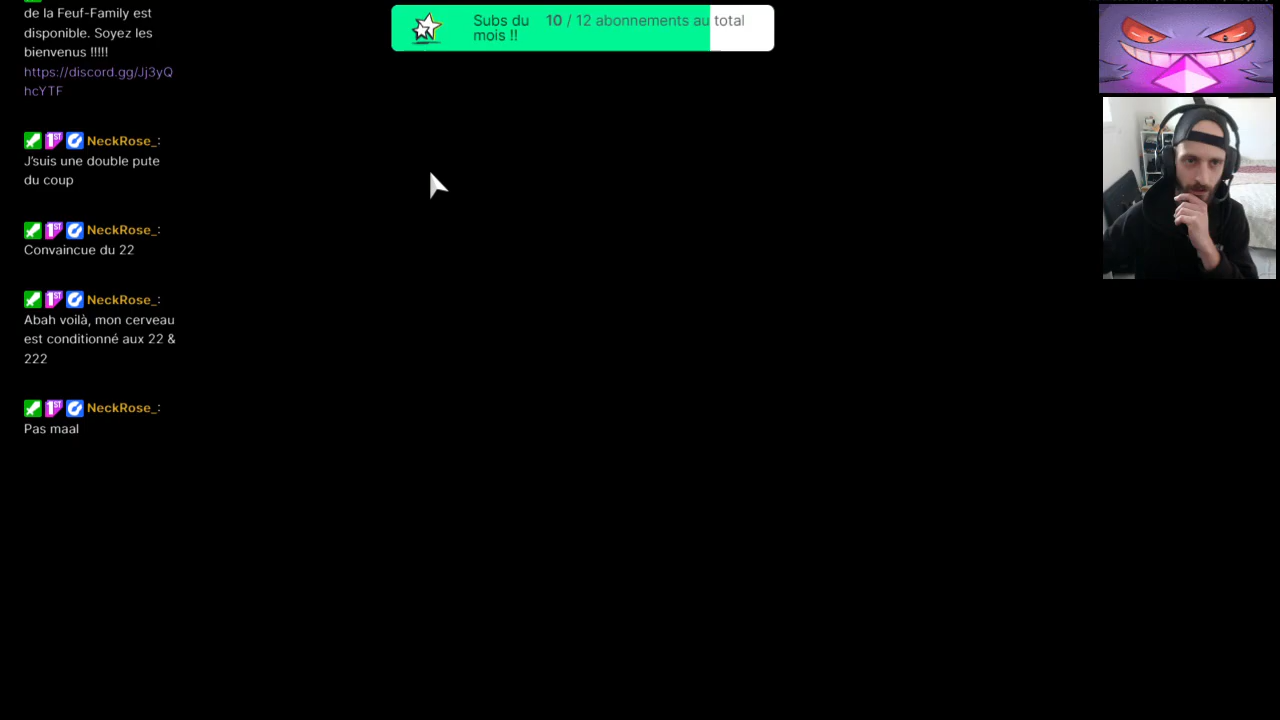 de la Feuf-Family est
disponible. Soyez les
bienvenus !!!!!
https://discord.gg/Jj3yQ
hcYTF
NeckRose_:
J'suis une double pute
du coup
NeckRose_:
Convaincue du 22
NeckRose_:
Abah voilà, mon cerveau
est conditionné aux 22 &
222
NeckRose_:
Pas maal
Subs du
mois !!
10 / 12 abonnements au total